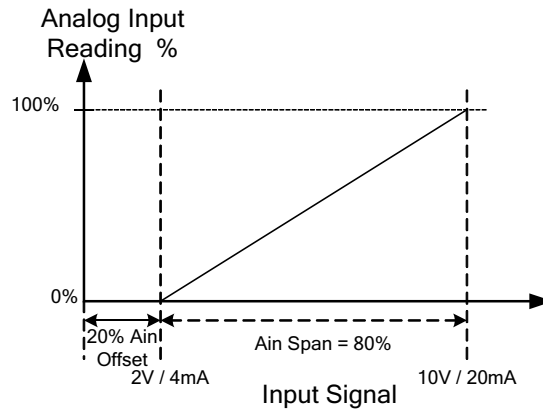 Analog Input
Reading %
100%
0%
20% Ain
Offset
Ain Span = 80%
2V / 4mA
10V / 20mA
Input Signal